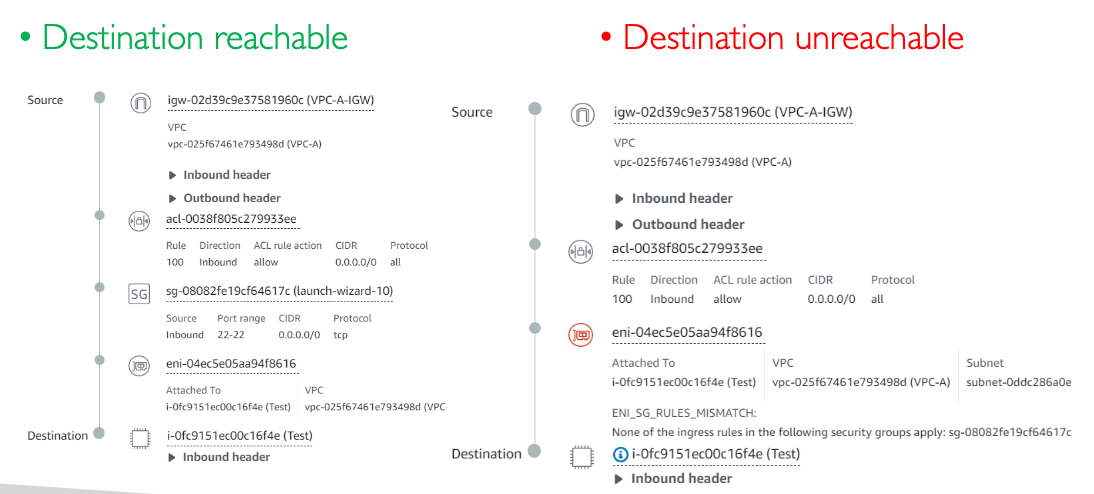 • Destination reachable
Source
igw-02d39c9e37581960c (VPC-A-IGW)
VPC
vpc-025f67461e793498d (VPC-A)
Inbound header
Outbound header
acl-0038f805c279933ee
Rule Direction ACL rule action CIDR Protocol
100 Inbound allow 0.0.0.0/0 all
SG
sg-08082fe19cf64617c (launch-wizard-10)
Source Port range CIDR Protocol
Inbound 22-22 0.0.0.0/0 tcp
eni-04ec5e05aa94f8616
Attached To VPC
i-0fc9151ec00c16f4e (Test) vpc-025f67461e793498d (VPC-
Destination
i-0fc9151ec00c16f4e (Test)
Inbound header
• Destination unreachable
Source
igw-02d39c9e37581960c (VPC-A-IGW)
VPC
vpc-025f67461e793498d (VPC-A)
Inbound header
Outbound header
acl-0038f805c279933ee
Rule Direction ACL rule action CIDR Protocol
100 Inbound allow 0.0.0.0/0 all
eni-04ec5e05aa94f8616
Attached To VPC Subnet
i-0fc9151ec00c16f4e (Test) vpc-025f67461e793498d (VPC-A) subnet-0ddc286a0e
ENI_SG_RULES_MISMATCH:
None of the ingress rules in the following security groups apply: sg-08082fe19cf64617c
Destination
i-0fc9151ec00c16f4e (Test)
Inbound header